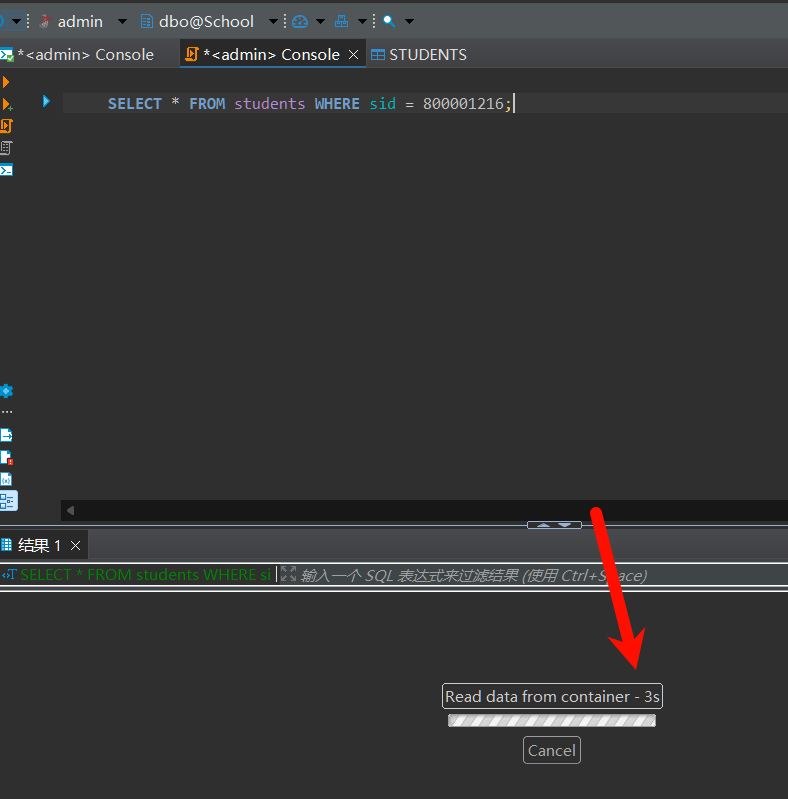 admin dbo@School
*<admin> Console *<admin> Console STUDENTS
SELECT * FROM students WHERE sid = 800001216;
结果 1
SELECT * FROM students WHERE si 输入一个 SQL 表达式来过滤结果 (使用 Ctrl+Space)
Read data from container - 3s
Cancel